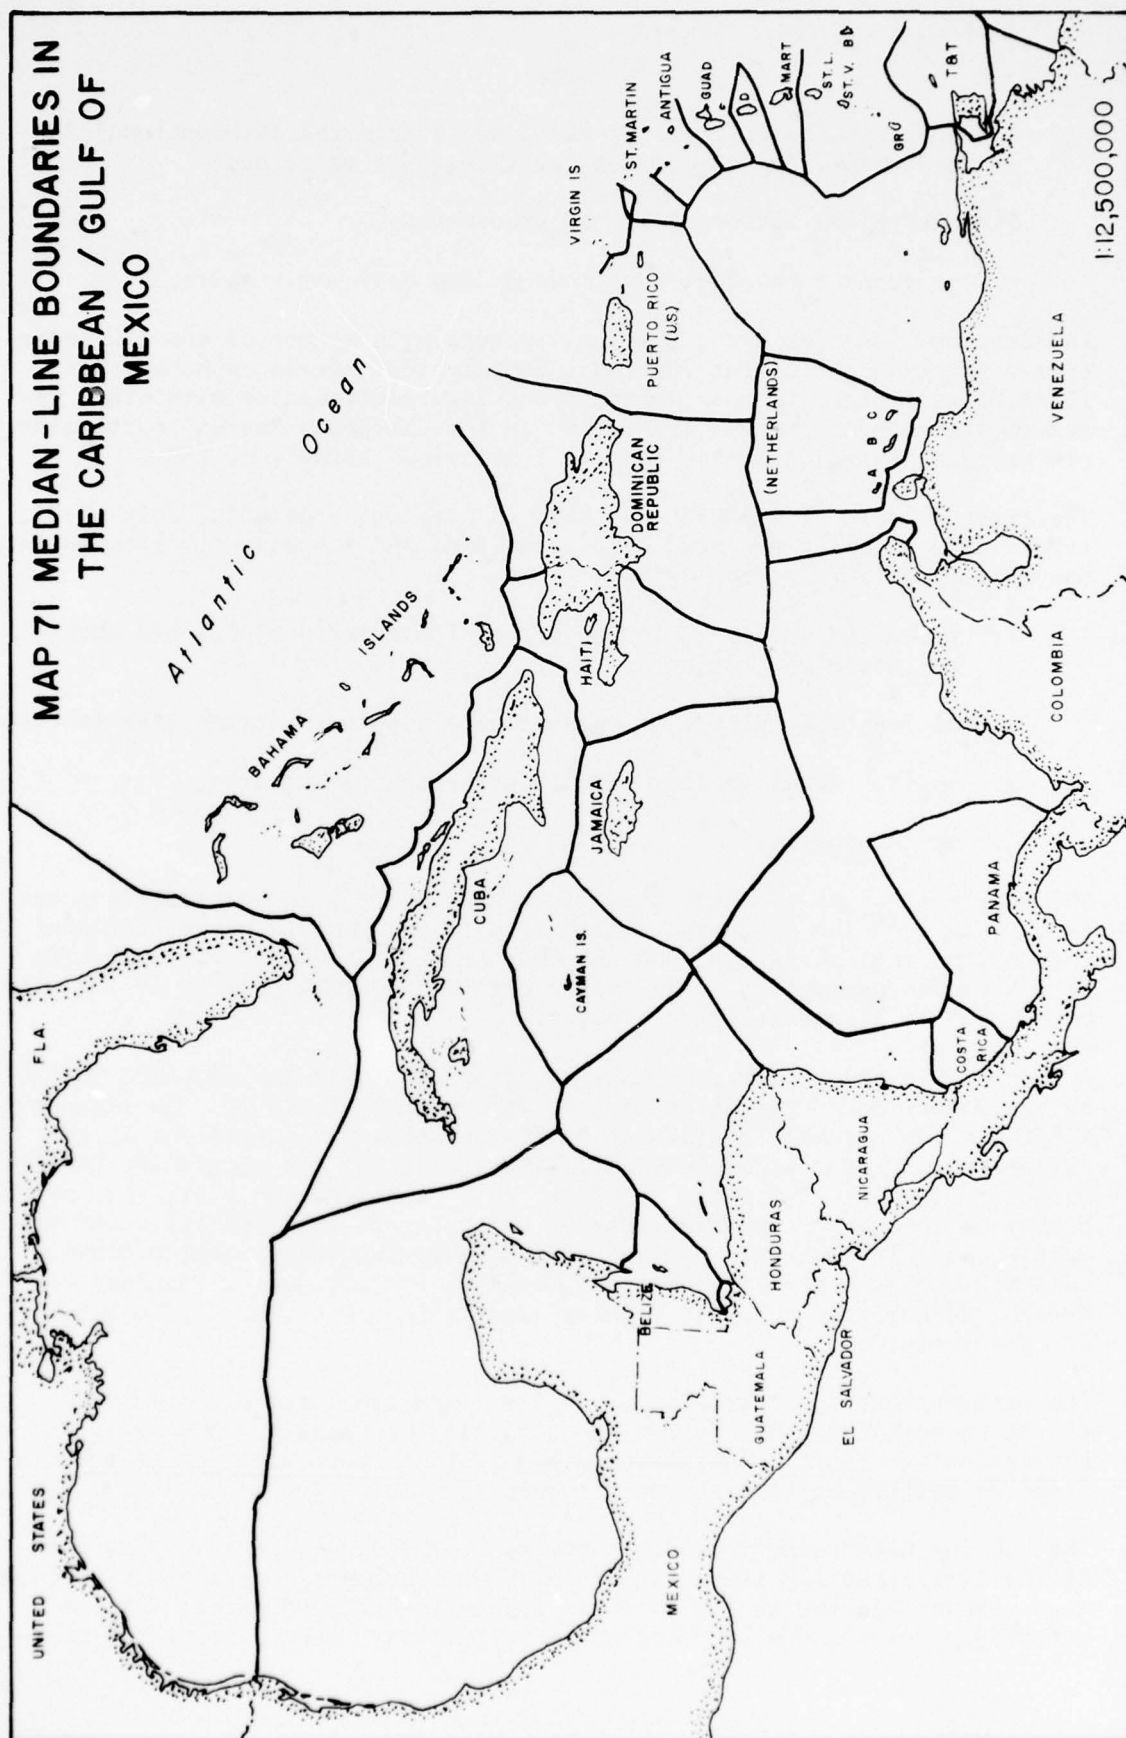 MAP 71 MEDIAN-LINE BOUNDARIES IN
THE CARIBBEAN / GULF OF
MEXICO
UNITED STATES
FLA.
Atlantic
Ocean
BAHAMA
ISLANDS
CUBA
CAYMAN IS.
JAMAICA
HAITI
DOMINICAN
REPUBLIC
PUERTO RICO
(U.S.)
VIRGIN IS
ST. MARTIN
ANTIGUA
GUAD
D
MART
ST. L.
ST. V.
B
GR
T&T
(NETHERLANDS)
A
B
C
MEXICO
BELIZE
GUATEMALA
HONDURAS
EL SALVADOR
NICARAGUA
COSTA
RICA
PANAMA
COLOMBIA
VENEZUELA
1:12,500,000